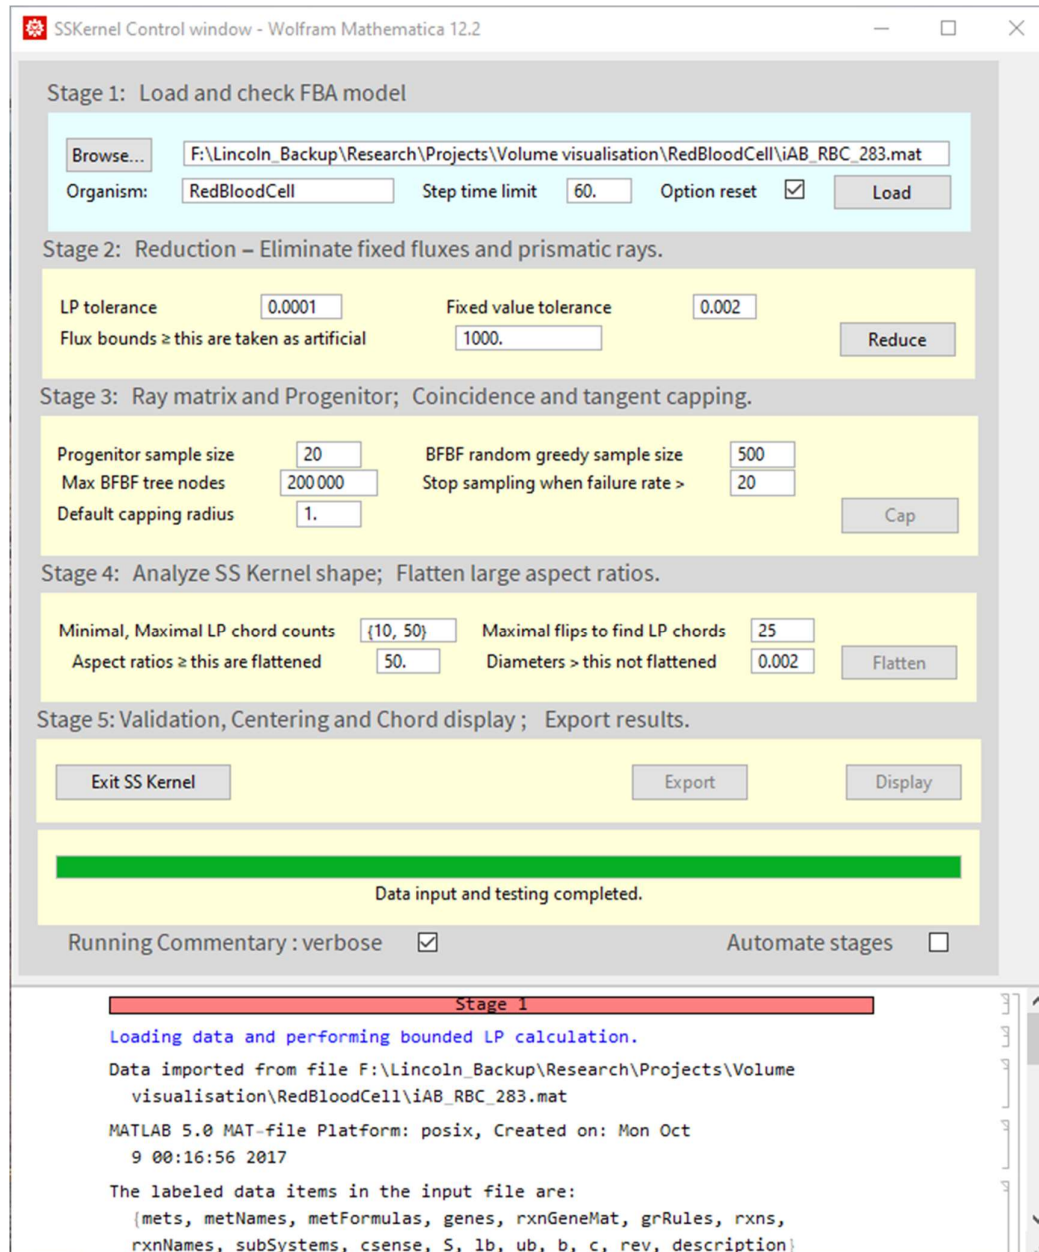 SSKernel Control window - Wolfram Mathematica 12.2
Stage 1: Load and check FBA model
Browse... F:\Lincoln_Backup\Research\Projects\Volume visualisation\RedBloodCell\iAB_RBC_283.mat
Organism: RedBloodCell Step time limit 60. Option reset Load
Stage 2: Reduction – Eliminate fixed fluxes and prismatic rays.
LP tolerance 0.0001 Fixed value tolerance 0.002
Flux bounds ≥ this are taken as artificial 1000. Reduce
Stage 3: Ray matrix and Progenitor; Coincidence and tangent capping.
Progenitor sample size 20 BFBF random greedy sample size 500
Max BFBF tree nodes 200 000 Stop sampling when failure rate > 20
Default capping radius 1. Cap
Stage 4: Analyze SS Kernel shape; Flatten large aspect ratios.
Minimal, Maximal LP chord counts {10, 50} Maximal flips to find LP chords 25
Aspect ratios ≥ this are flattened 50. Diameters > this not flattened 0.002 Flatten
Stage 5: Validation, Centering and Chord display ; Export results.
Exit SS Kernel Export Display
Data input and testing completed.
Running Commentary : verbose Automate stages
Stage 1
Loading data and performing bounded LP calculation.
Data imported from file F:\Lincoln_Backup\Research\Projects\Volume
visualisation\RedBloodCell\iAB_RBC_283.mat
MATLAB 5.0 MAT-file Platform: posix, Created on: Mon Oct
9 00:16:56 2017
The labeled data items in the input file are:
{mets, metNames, metFormulas, genes, rxnGeneMat, grRules, rxns,
rxnNames, subSystems, csense, S, lb, ub, b, c, rev, description}